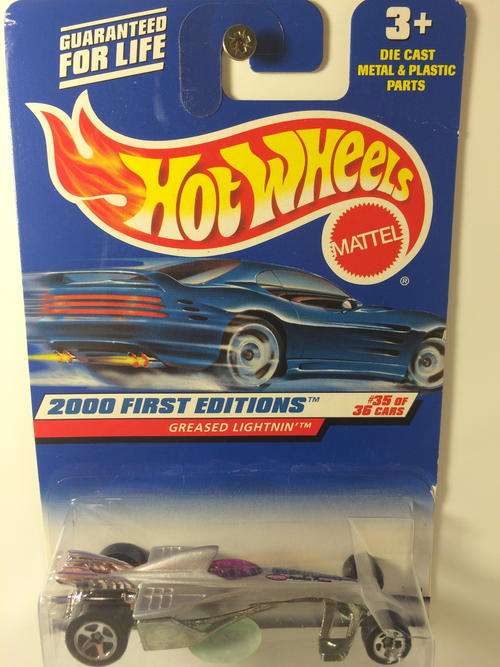 GUARANTEED
FOR LIFE
3+
DIE CAST
METAL & PLASTIC
PARTS
HOT WHEELS
MATTEL
®
2000 FIRST EDITIONS™
#35 OF
36 CARS
GREASED LIGHTNIN'™